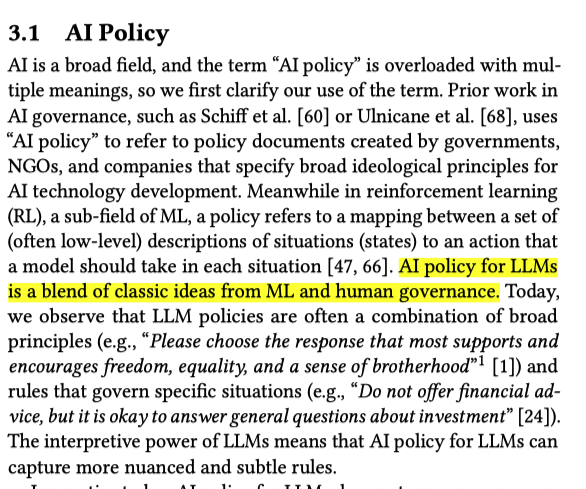 3.1 AI Policy
AI is a broad field, and the term “AI policy” is overloaded with mul-
tiple meanings, so we first clarify our use of the term. Prior work in
AI governance, such as Schiff et al. [60] or Ulnicane et al. [68], uses
“AI policy” to refer to policy documents created by governments,
NGOs, and companies that specify broad ideological principles for
AI technology development. Meanwhile in reinforcement learning
(RL), a sub-field of ML, a policy refers to a mapping between a set of
(often low-level) descriptions of situations (states) to an action that
a model should take in each situation [47, 66]. AI policy for LLMs
is a blend of classic ideas from ML and human governance. Today,
we observe that LLM policies are often a combination of broad
principles (e.g., “Please choose the response that most supports and
encourages freedom, equality, and a sense of brotherhood”1 [1]) and
rules that govern specific situations (e.g., “Do not offer financial ad-
vice, but it is okay to answer general questions about investment” [24]).
The interpretive power of LLMs means that AI policy for LLMs can
capture more nuanced and subtle rules.